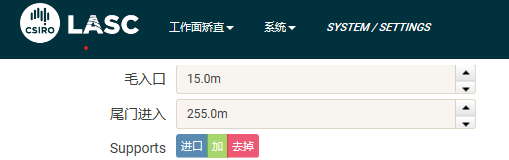 CSIRO LASC 工作面矫直 系统 SYSTEM / SETTINGS
毛入口 15.0m
尾门进入 255.0m
Supports 进口 加 去掉